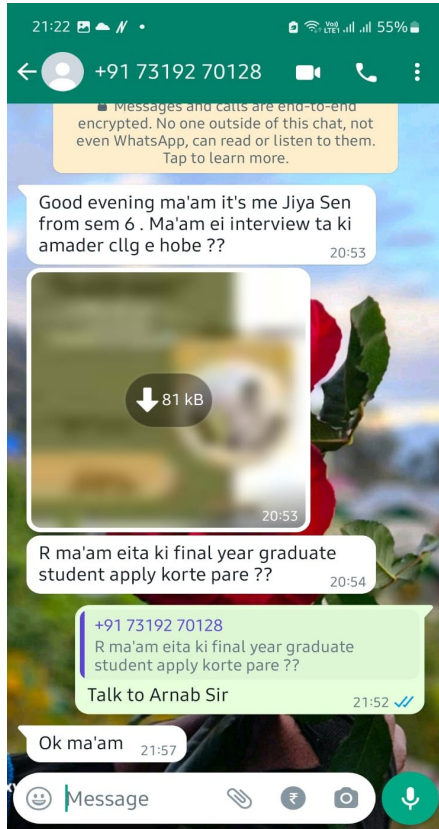 21:22
Voo) LTE1
55%
+91 73192 70128
Messages and calls are end-to-end
encrypted. No one outside of this chat, not
even WhatsApp, can read or listen to them.
Tap to learn more.
Good evening ma'am it's me Jiya Sen
from sem 6 . Ma'am ei interview ta ki
amader cllg e hobe ??
20:53
81 kB
20:53
R ma'am eita ki final year graduate
student apply korte pare ??
20:54
+91 73192 70128
R ma'am eita ki final year graduate
student apply korte pare ??
Talk to Arnab Sir
21:52
Ok ma'am
21:57
Message